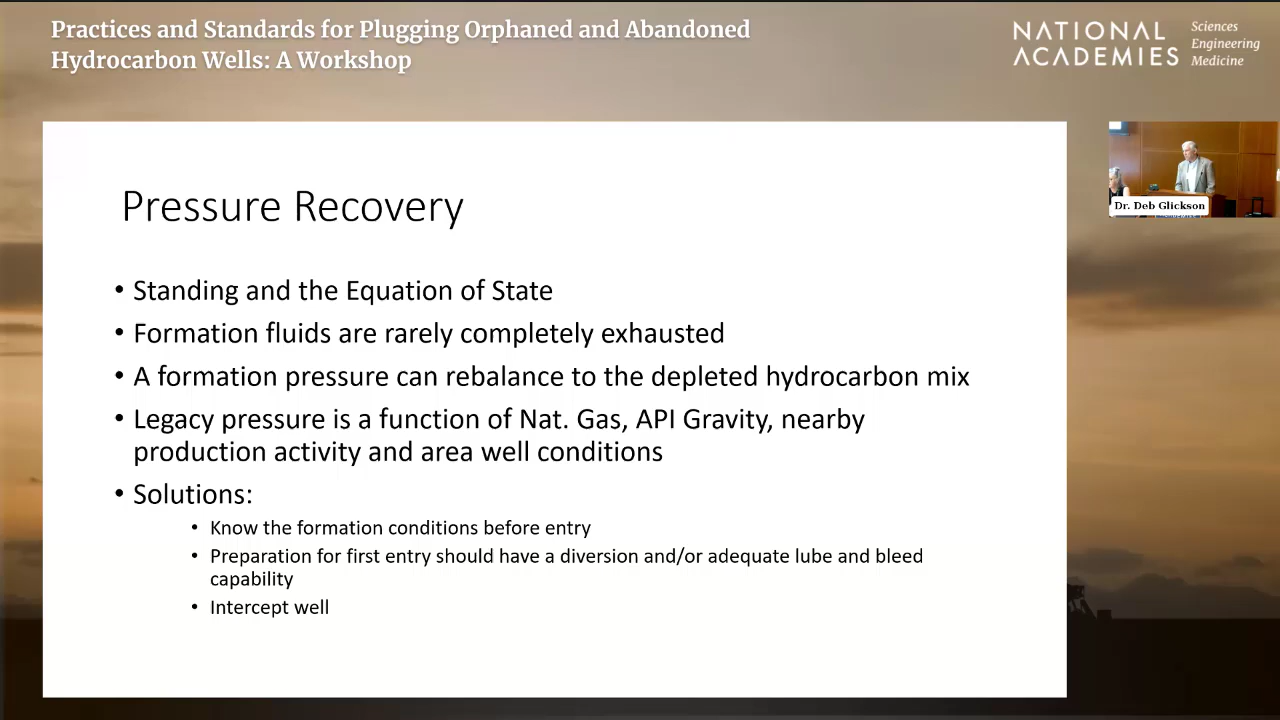 Practices and Standards for Plugging Orphaned and Abandoned
Hydrocarbon Wells: A Workshop
NATIONAL
ACADEMIES
Sciences
Engineering
Medicine
Pressure Recovery
• Standing and the Equation of State
• Formation fluids are rarely completely exhausted
• A formation pressure can rebalance to the depleted hydrocarbon mix
• Legacy pressure is a function of Nat. Gas, API Gravity, nearby
production activity and area well conditions
• Solutions:
• Know the formation conditions before entry
• Preparation for first entry should have a diversion and/or adequate lube and bleed
capability
• Intercept well
Dr. Deb Glickson